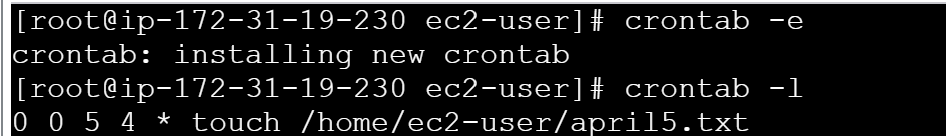 [root@ip-172-31-19-230 ec2-user]# crontab -e
crontab: installing new crontab
[root@ip-172-31-19-230 ec2-user]# crontab -l
0 0 5 4 * touch /home/ec2-user/april5.txt